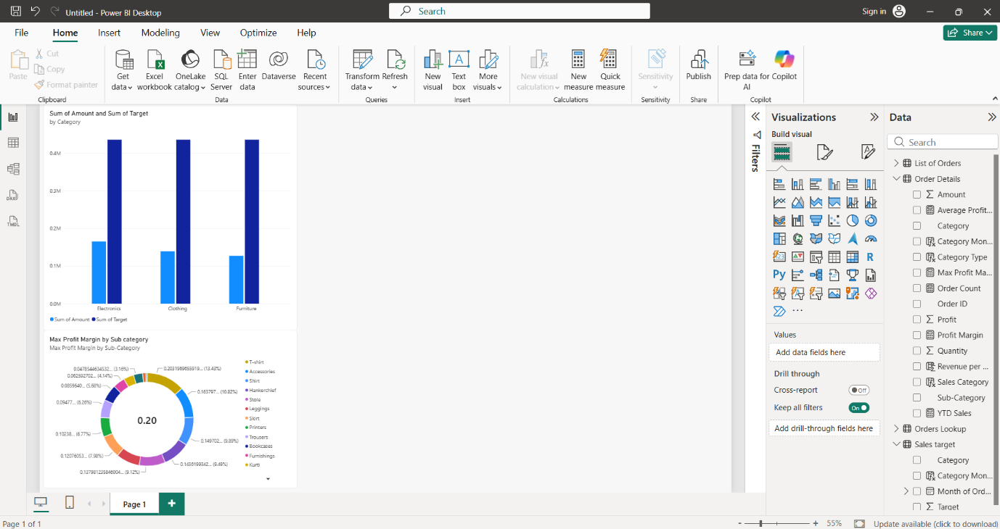 Untitled - Power BI Desktop
Search
Sign in
File Home Insert Modeling View Optimize Help
Share
Paste
Cut
Copy
Format painter
Clipboard
Get data
Excel workbook
OneLake catalog
SQL Server
Enter data
Dataverse
Recent sources
Data
Transform data
Refresh
Queries
New visual
Text box
More visuals
Insert
New visual calculation
New measure
Quick measure
Calculations
Sensitivity
Sensitivity
Publish
Share
Prep data for AI
Copilot
Copilot
Sum of Amount and Sum of Target
by Category
0.4M
0.3M
0.2M
0.1M
0.0M
Electronics Clothing Furniture
Sum of Amount Sum of Target
Max Profit Margin by Sub category
Max Profit Margin by Sub-Category
0.0478544634532... (3.16%)
0.062592702... (4.14%)
0.0859640... (5.68%)
0.09477... (6.26%)
0.10238... (6.77%)
0.12076053... (7.98%)
0.137981235846004... (9.12%)
0.2031969655919... (13.43%)
0.163797... (10.82%)
0.149702... (9.89%)
0.1436199342... (9.49%)
0.20
T-shirt
Accessories
Shirt
Hankerchief
Stole
Leggings
Skirt
Printers
Trousers
Bookcases
Furnishings
Kurti
Filters
Visualizations
Build visual
123
R
Py
...
Values
Add data fields here
Drill through
Cross-report Off
Keep all filters On
Add drill-through fields here
Data
Search
List of Orders
Order Details
Amount
Average Profit...
Category
Category Mon...
Category Type
Max Profit Ma...
Order Count
Order ID
Profit
Profit Margin
Quantity
Revenue per ...
Sales Category
Sub-Category
YTD Sales
Orders Lookup
Sales target
Category
Category Mon...
Month of Ord...
Target
DAX
TMDL
Page 1
Page 1 of 1
- + 55%
Update available (click to download)